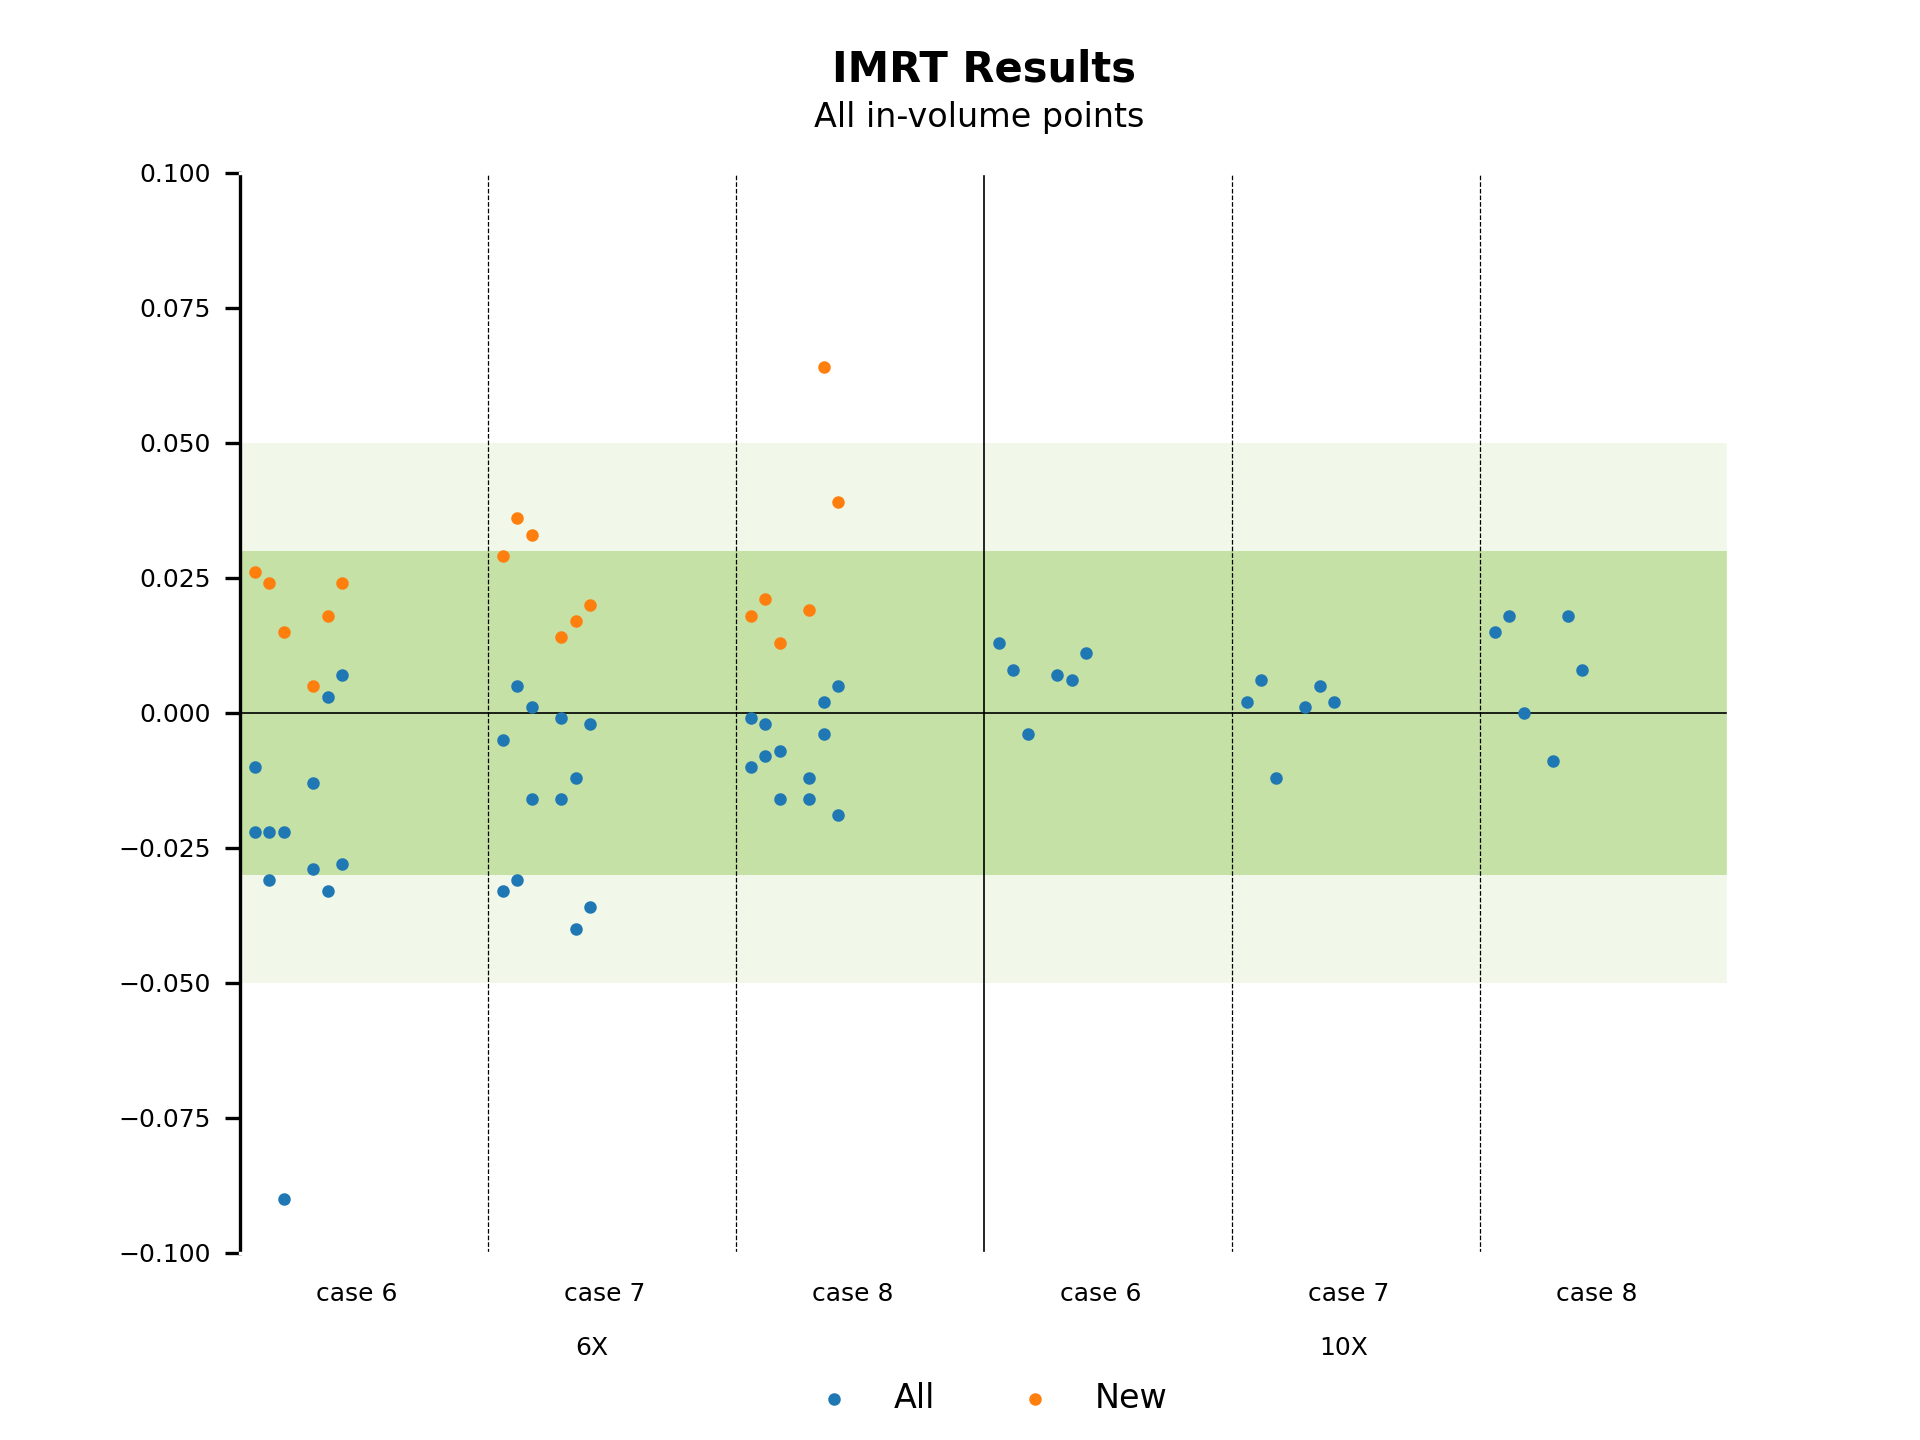 IMRT Results
All in-volume points
0.100
0.075
0.050
0.025
0.000
−0.025
−0.050
−0.075
−0.100
case 6 case 7 case 8 case 6 case 7 case 8
6X 10X
All New